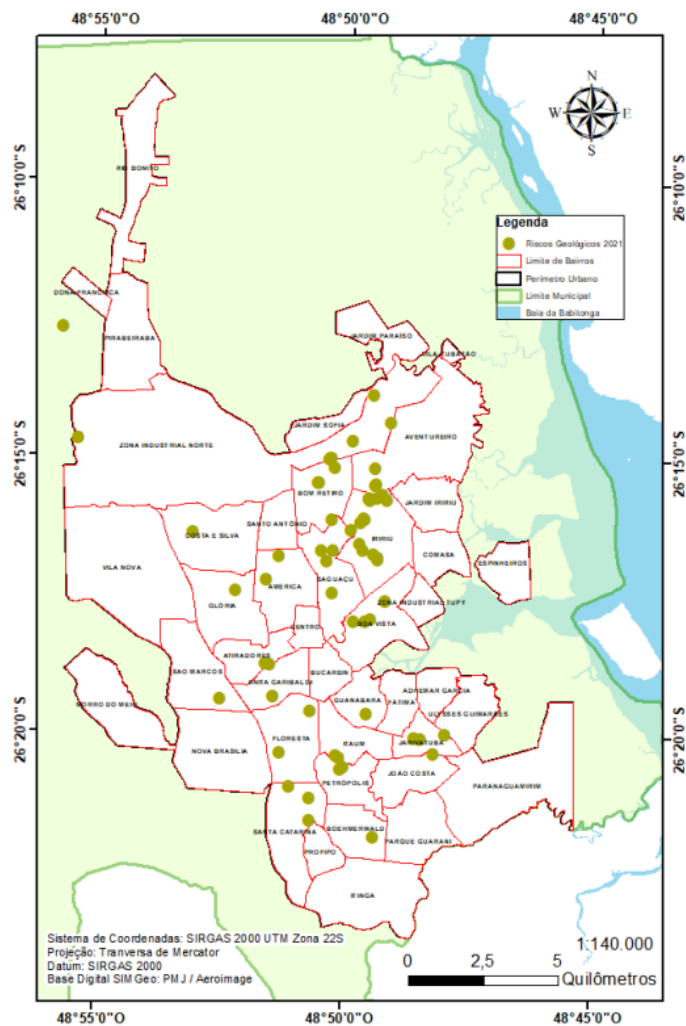 48°55'0"O 48°50'0"O 48°45'0"O
N
W E
S
26°10'0"S 26°10'0"S
RIO BONITO
Legenda
Riscos Geológicos 2021
Limite de Bairros
Perímetro Urbano
Limite Municipal
Baia da Babitonga
DONA FRANCISCA
PIRABEIRABA
JARDIM PARAÍSO
VILA CUBATÃO
JARDIM SOFIA
AVENTUREIRO
ZONA INDUSTRIAL NORTE
26°15'0"S 26°15'0"S
BOM RETIRO
JARDIM IRIRIU
SANTO ANTÔNIO
COSTA E SILVA
IRIRIU
COMASA
ESPINHEIROS
VILA NOVA
SAGUAÇU
AMERICA
GLÓRIA
ZONA INDUSTRIAL TUPY
CENTRO
BOA VISTA
ATIRADORES
SAO MARCOS
BUCAREIN
ANITA GARIBALDI
ADHEMAR GARCIA
GUANABARA
FATIMA
MORRO DO MEIO
ULYSSES GUIMARÃES
26°20'0"S 26°20'0"S
FLORESTA
RAUM
JARIVATUBA
NOVA BRASILIA
JOÃO COSTA
PETRÓPOLIS
PARANAGUAMIRIM
SANTA CATARINA
BOEHMERWALD
PARQUE GUARANI
PROFIPO
ITINGA
Sistema de Coordenadas: SIRGAS 2000 UTM Zona 22S
Projeção: Tranversa de Mercator
Datum: SIRGAS 2000
Base Digital SIMGeo: PMJ / Aeroimage
1:140.000
0 2,5 5
Quilômetros
48°55'0"O 48°50'0"O 48°45'0"O